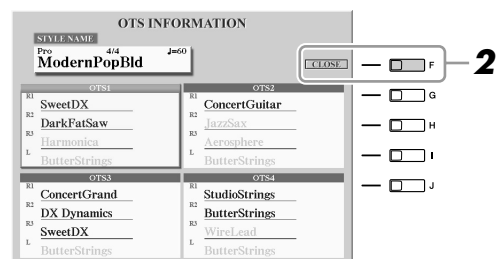 OTS INFORMATION
STYLE NAME
Pro 4/4 ♩=60
ModernPopBld
CLOSE
F
2
G
H
I
J
OTS1
R1 SweetDX
R2 DarkFatSaw
R3 Harmonica
L ButterStrings
OTS2
R1 ConcertGuitar
R2 JazzSax
R3 Aerosphere
L ButterStrings
OTS3
R1 ConcertGrand
R2 DX Dynamics
R3 SweetDX
L ButterStrings
OTS4
R1 StudioStrings
R2 ButterStrings
R3 WireLead
L ButterStrings